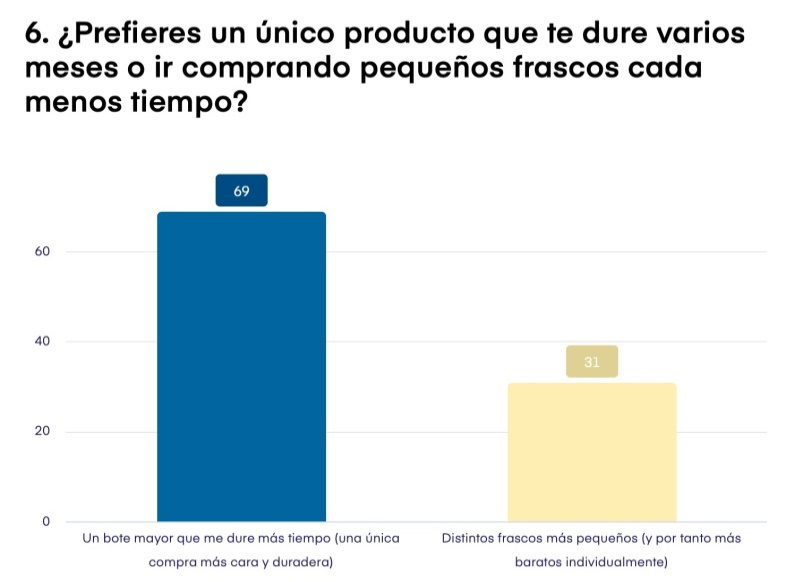 6. ¿Prefieres un único producto que te dure varios
meses o ir comprando pequeños frascos cada
menos tiempo?
69
60
40
31
20
0
Un bote mayor que me dure más tiempo (una única
compra más cara y duradera)
Distintos frascos más pequeños (y por tanto más
baratos individualmente)